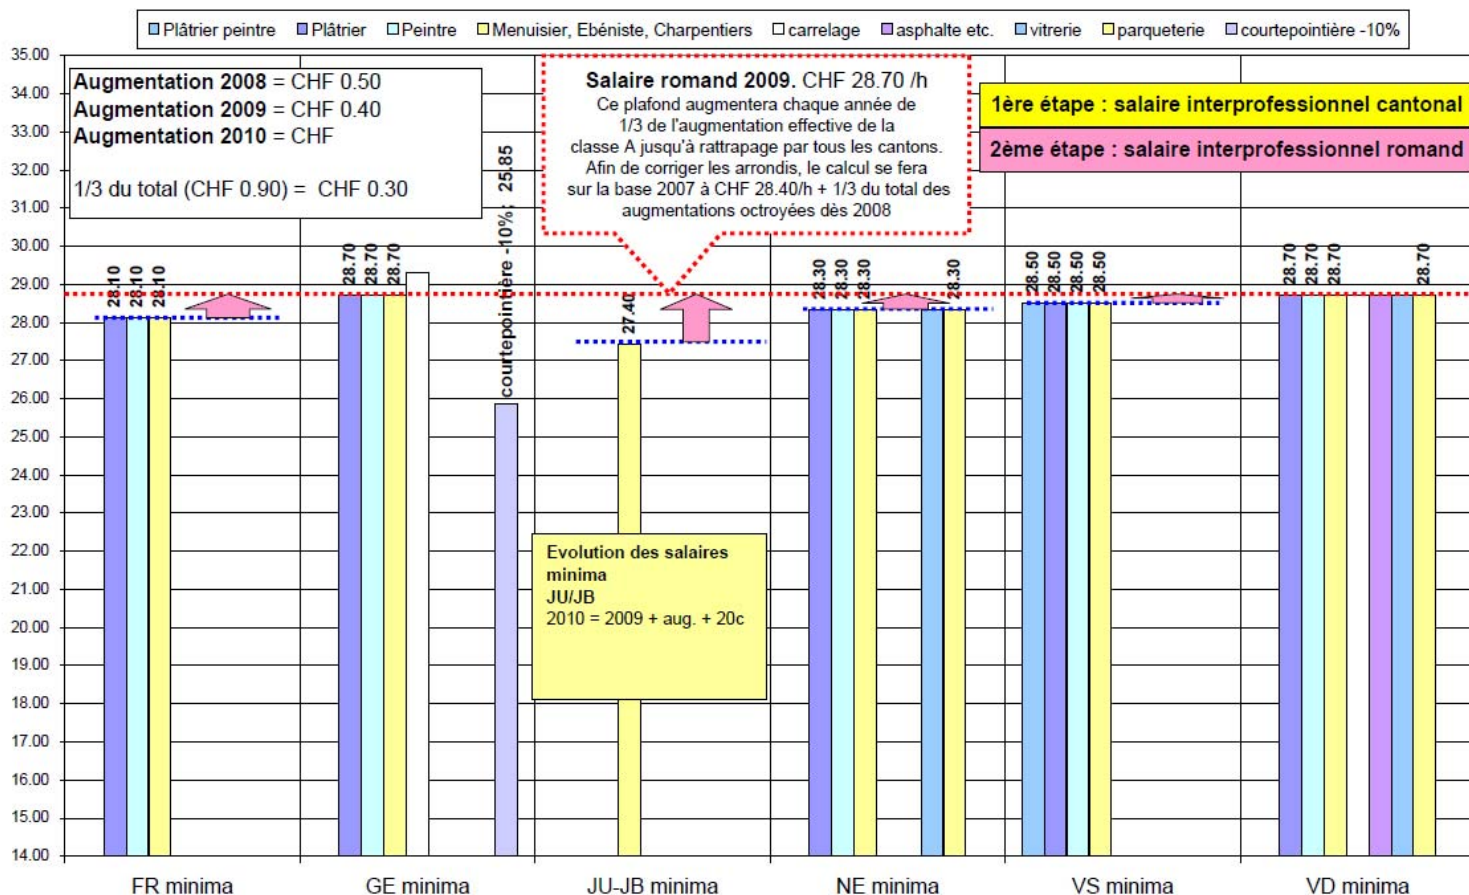 Plâtrier peintre Plâtrier Peintre Menuisier, Ebéniste, Charpentiers carrelage asphalte etc. vitrerie parqueterie courtepointière -10%
35.00
34.00
33.00
32.00
31.00
30.00
29.00
28.00
27.00
26.00
25.00
24.00
23.00
22.00
21.00
20.00
19.00
18.00
17.00
16.00
15.00
14.00
Augmentation 2008 = CHF 0.50
Augmentation 2009 = CHF 0.40
Augmentation 2010 = CHF
1/3 du total (CHF 0.90) = CHF 0.30
Salaire romand 2009. CHF 28.70 /h
Ce plafond augmentera chaque année de
1/3 de l'augmentation effective de la
classe A jusqu'à rattrapage par tous les cantons.
Afin de corriger les arrondis, le calcul se fera
sur la base 2007 à CHF 28.40/h + 1/3 du total des
augmentations octroyées dès 2008
1ère étape : salaire interprofessionnel cantonal
2ème étape : salaire interprofessionnel romand
28.10
28.10
28.10
28.70
28.70
28.70
courtepointière -10%; 25.85
27.40
28.30
28.30
28.30
28.30
28.50
28.50
28.50
28.50
28.70
28.70
28.70
28.70
Evolution des salaires
minima
JU/JB
2010 = 2009 + aug. + 20c
FR minima
GE minima
JU-JB minima
NE minima
VS minima
VD minima